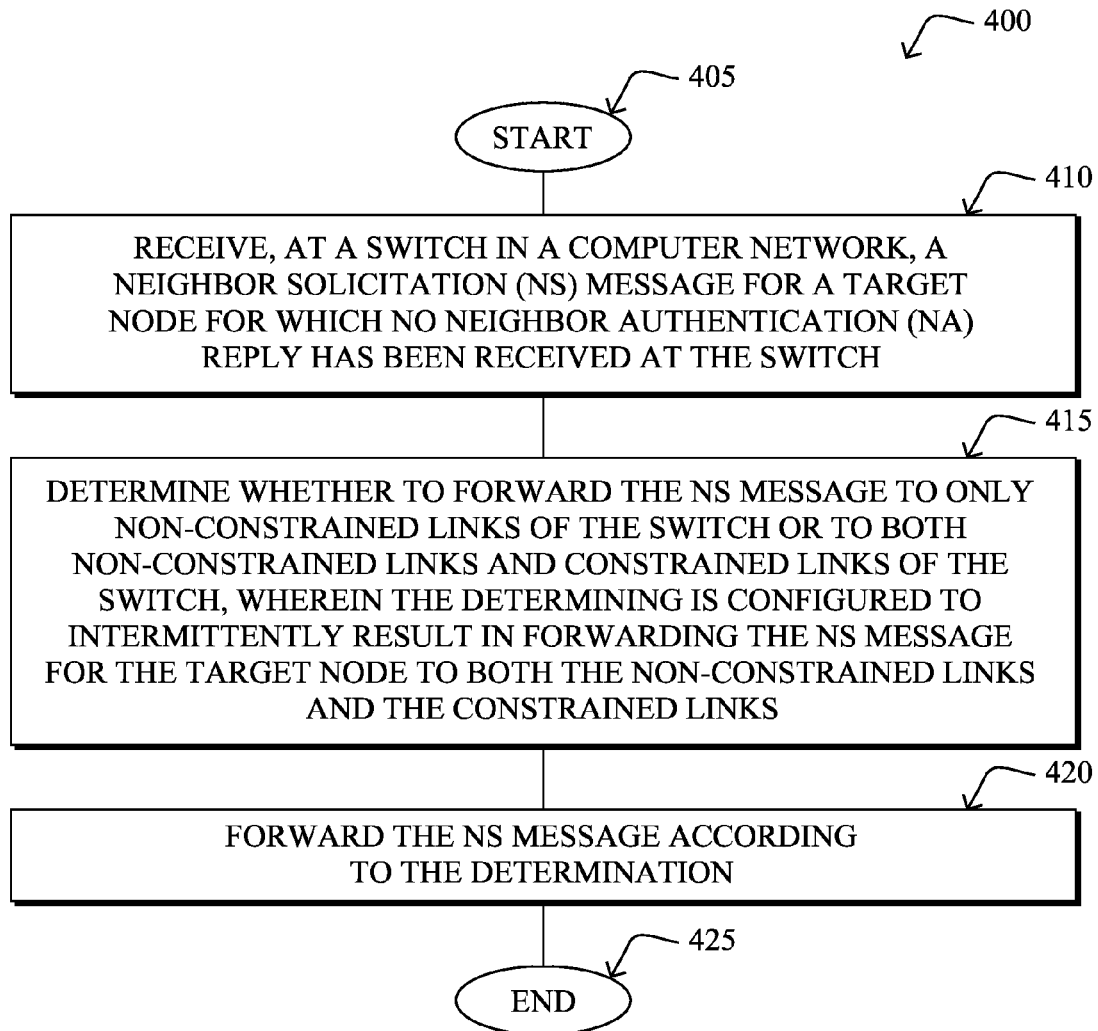 400
405
START
410
RECEIVE, AT A SWITCH IN A COMPUTER NETWORK, A
NEIGHBOR SOLICITATION (NS) MESSAGE FOR A TARGET
NODE FOR WHICH NO NEIGHBOR AUTHENTICATION (NA)
REPLY HAS BEEN RECEIVED AT THE SWITCH
415
DETERMINE WHETHER TO FORWARD THE NS MESSAGE TO ONLY
NON-CONSTRAINED LINKS OF THE SWITCH OR TO BOTH
NON-CONSTRAINED LINKS AND CONSTRAINED LINKS OF THE
SWITCH, WHEREIN THE DETERMINING IS CONFIGURED TO
INTERMITTENTLY RESULT IN FORWARDING THE NS MESSAGE
FOR THE TARGET NODE TO BOTH THE NON-CONSTRAINED LINKS
AND THE CONSTRAINED LINKS
420
FORWARD THE NS MESSAGE ACCORDING
TO THE DETERMINATION
425
END